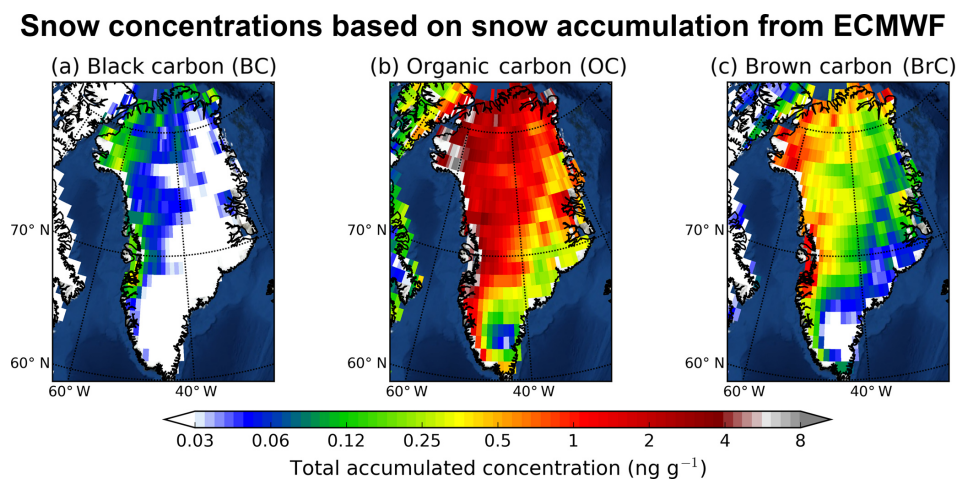 Snow concentrations based on snow accumulation from ECMWF
(a) Black carbon (BC) (b) Organic carbon (OC) (c) Brown carbon (BrC)
70° N 70° N 70° N
60° N 60° N 60° N
60° W 40° W 60° W 40° W 60° W 40° W
0.03 0.06 0.12 0.25 0.5 1 2 4 8
Total accumulated concentration (ng g⁻¹)